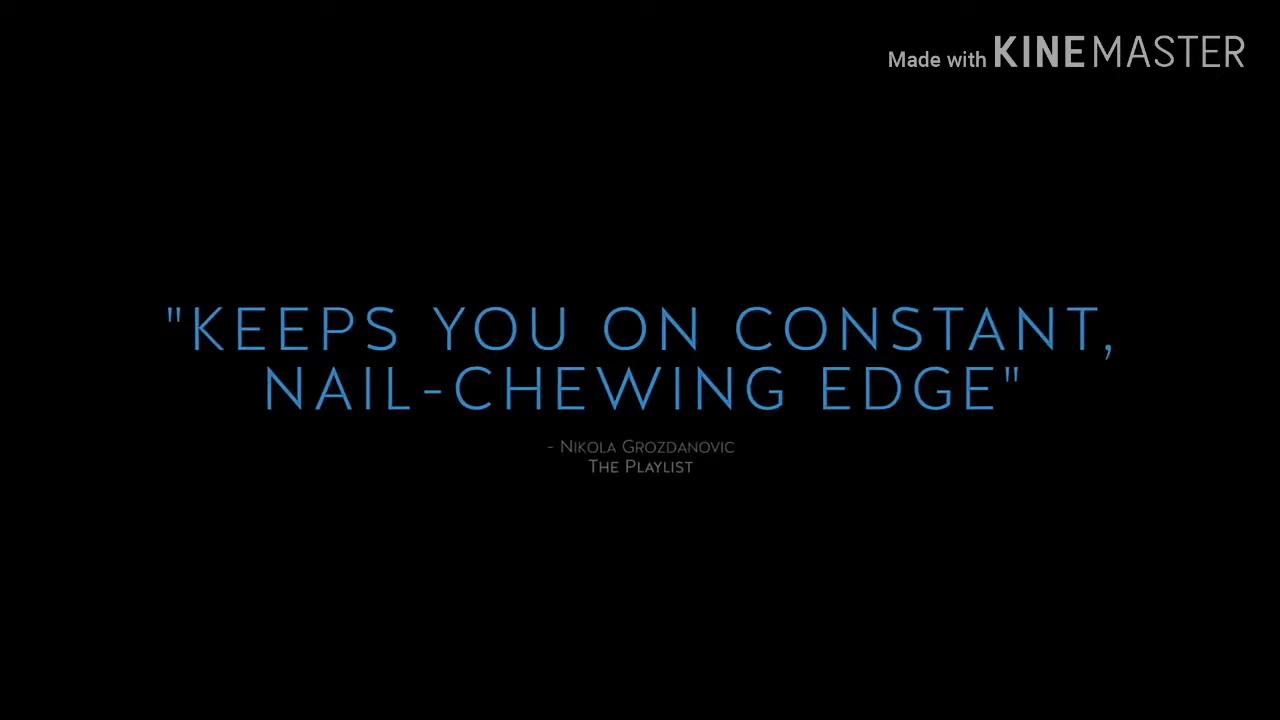 Made with KINEMASTER
"KEEPS YOU ON CONSTANT,
NAIL-CHEWING EDGE"
- NIKOLA GROZDANOVIC
THE PLAYLIST